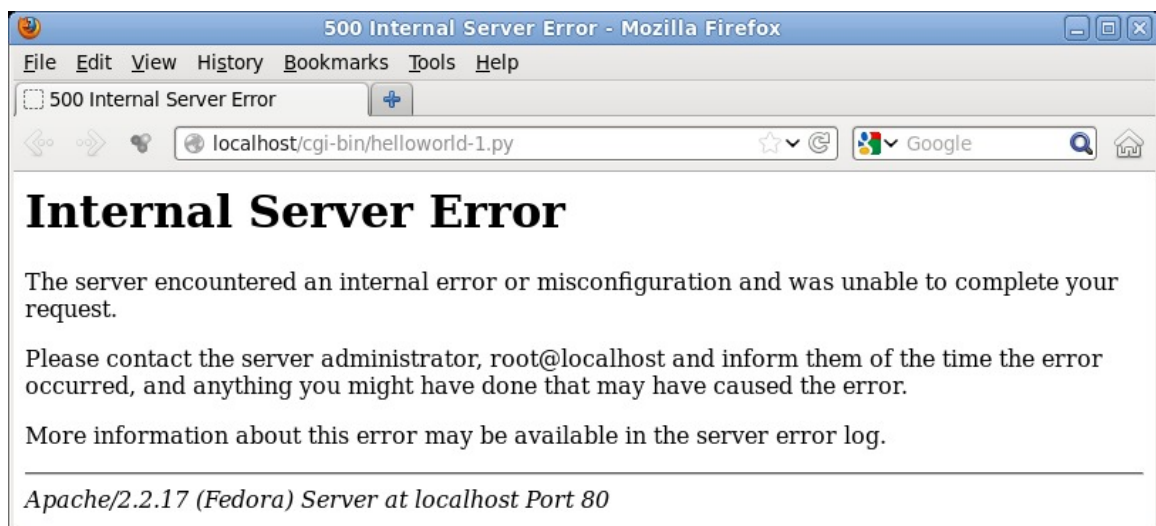 500 Internal Server Error - Mozilla Firefox
File Edit View History Bookmarks Tools Help
500 Internal Server Error
localhost/cgi-bin/helloworld-1.py
Google
Internal Server Error
The server encountered an internal error or misconfiguration and was unable to complete your
request.
Please contact the server administrator, root@localhost and inform them of the time the error
occurred, and anything you might have done that may have caused the error.
More information about this error may be available in the server error log.
Apache/2.2.17 (Fedora) Server at localhost Port 80